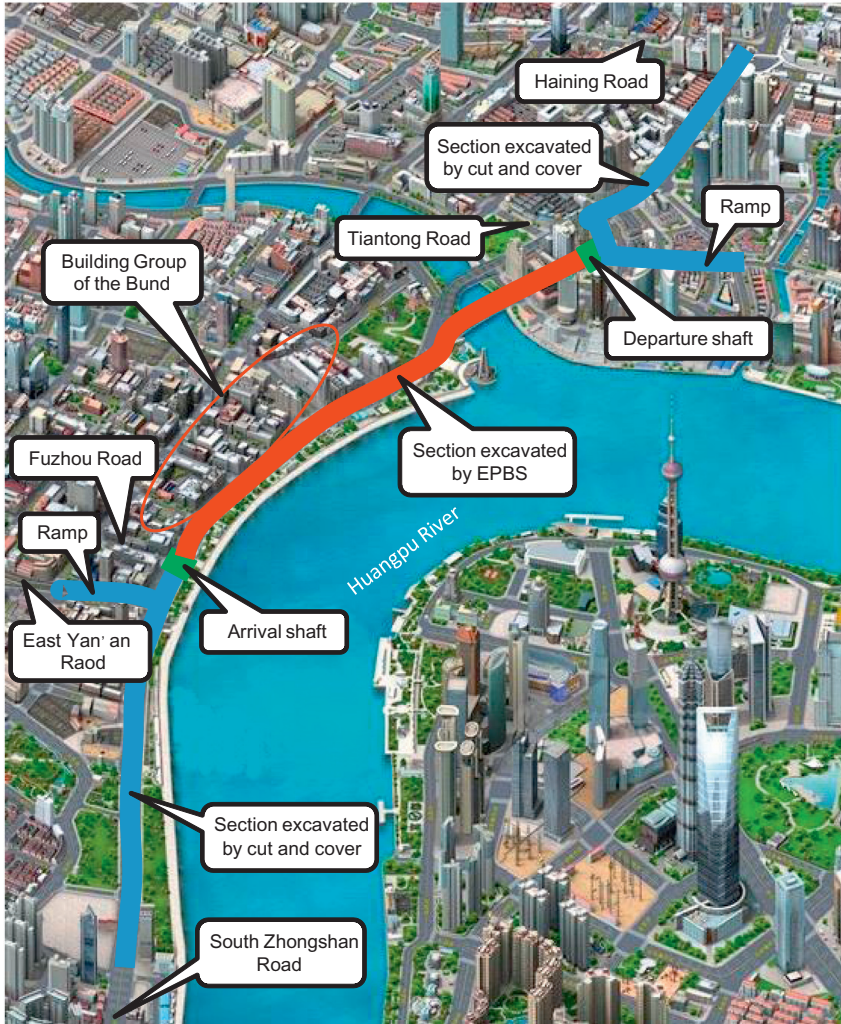 Haining Road
Section excavated
by cut and cover
Ramp
Tiantong Road
Building Group
of the Bund
Departure shaft
Section excavated
by EPBS
Fuzhou Road
Huangpu River
Ramp
East Yan' an
Raod
Arrival shaft
Section excavated
by cut and cover
South Zhongshan
Road